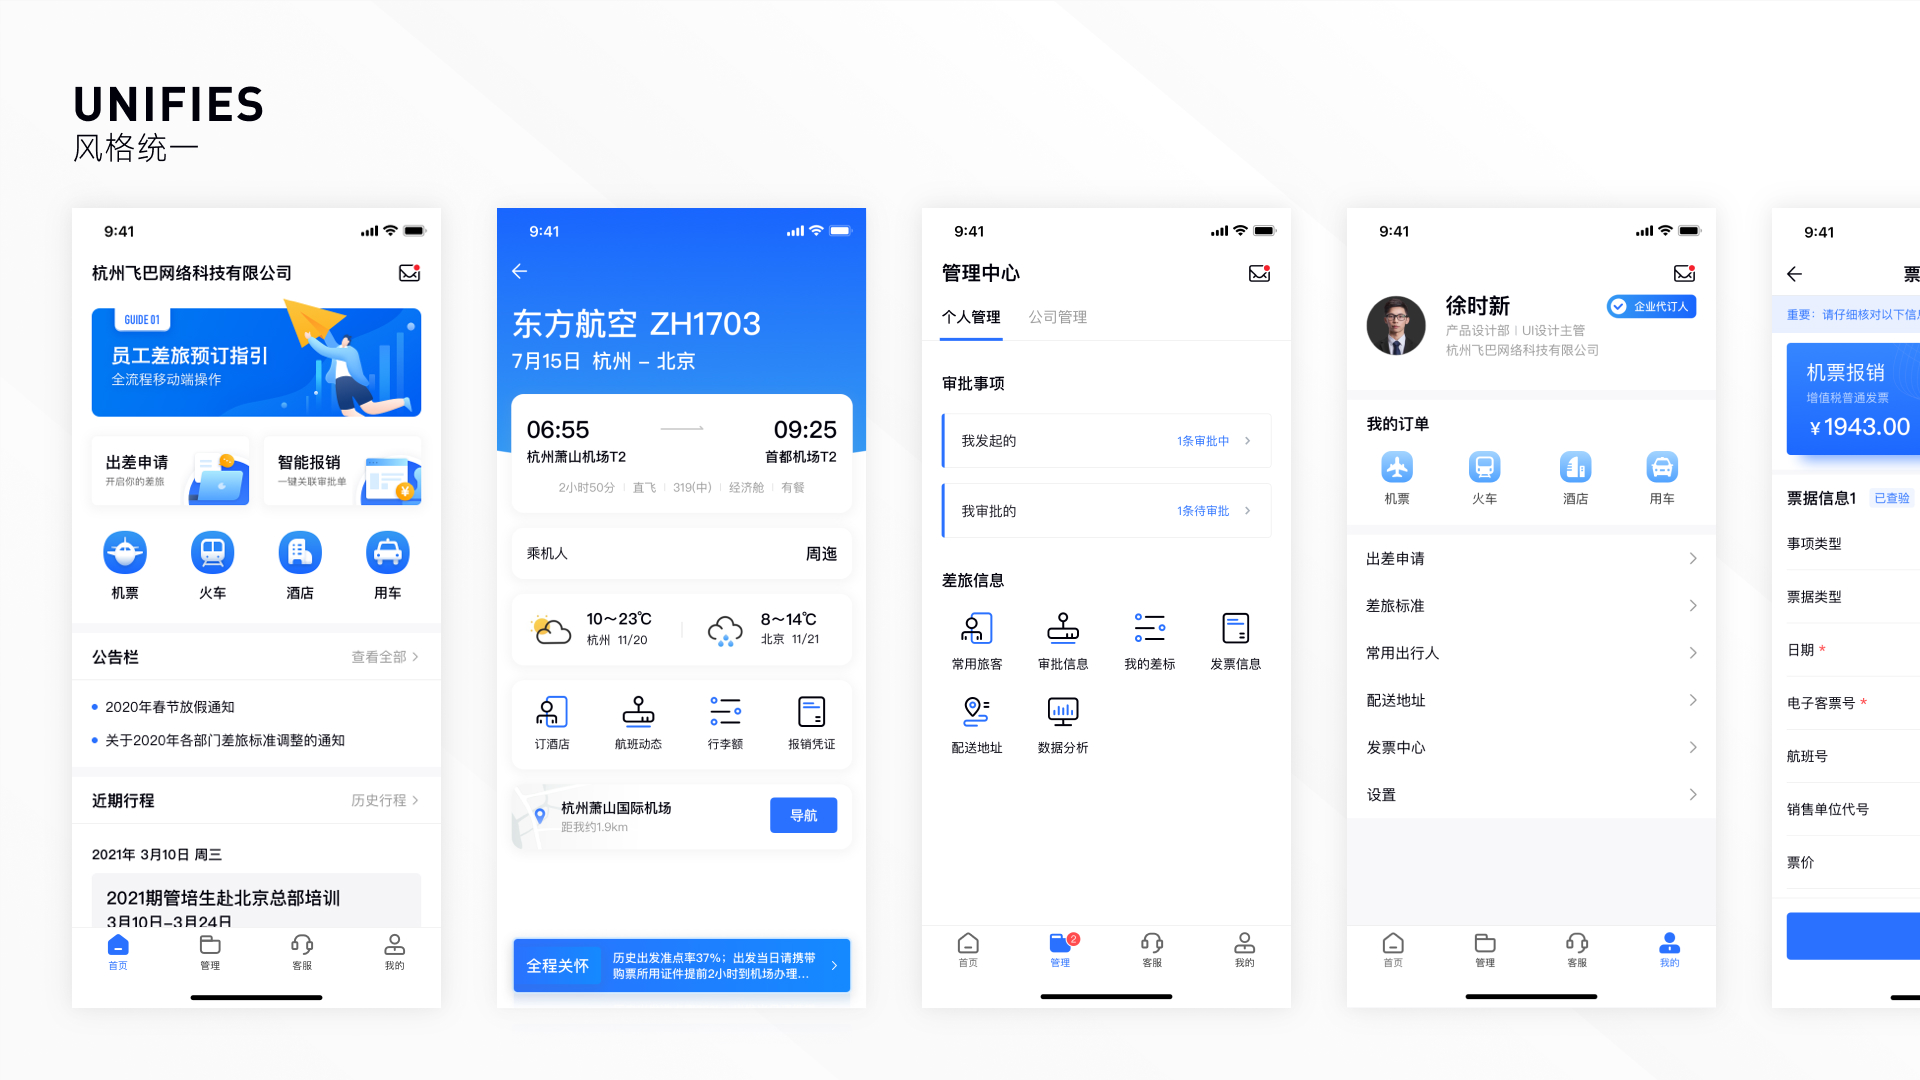 UNIFIES
风格统一
9:41
杭州飞巴网络科技有限公司
GUIDE 01
员工差旅预订指引
全流程移动端操作
出差申请
开启你的差旅
智能报销
一键关联审批单
机票
火车
酒店
用车
公告栏
查看全部
2020年春节放假通知
关于2020年各部门差旅标准调整的通知
近期行程
历史行程
2021年 3月10日 周三
2021期管培生赴北京总部培训
3月10日–3月24日
首页
管理
客服
我的
9:41
东方航空 ZH1703
7月15日 杭州 – 北京
06:55
09:25
杭州萧山机场T2
首都机场T2
2小时50分 | 直飞 | 319(中) | 经济舱 | 有餐
乘机人
周迤
10～23℃
杭州 11/20
8～14℃
北京 11/21
订酒店
航班动态
行李额
报销凭证
杭州萧山国际机场
距我约1.9km
导航
全程关怀
历史出发准点率37%；出发当日请携带
购票所用证件提前2小时到机场办理...
9:41
管理中心
个人管理
公司管理
审批事项
我发起的
1条审批中
我审批的
1条待审批
差旅信息
常用旅客
审批信息
我的差标
发票信息
配送地址
数据分析
首页
管理
2
客服
我的
9:41
徐时新
企业代订人
产品设计部 | UI设计主管
杭州飞巴网络科技有限公司
我的订单
机票
火车
酒店
用车
出差申请
差旅标准
常用出行人
配送地址
发票中心
设置
首页
管理
客服
我的
9:41
票
重要：请仔细核对以下信息
机票报销
增值税普通发票
¥1943.00
票据信息1
已查验
事项类型
票据类型
日期 *
电子客票号 *
航班号
销售单位代号
票价